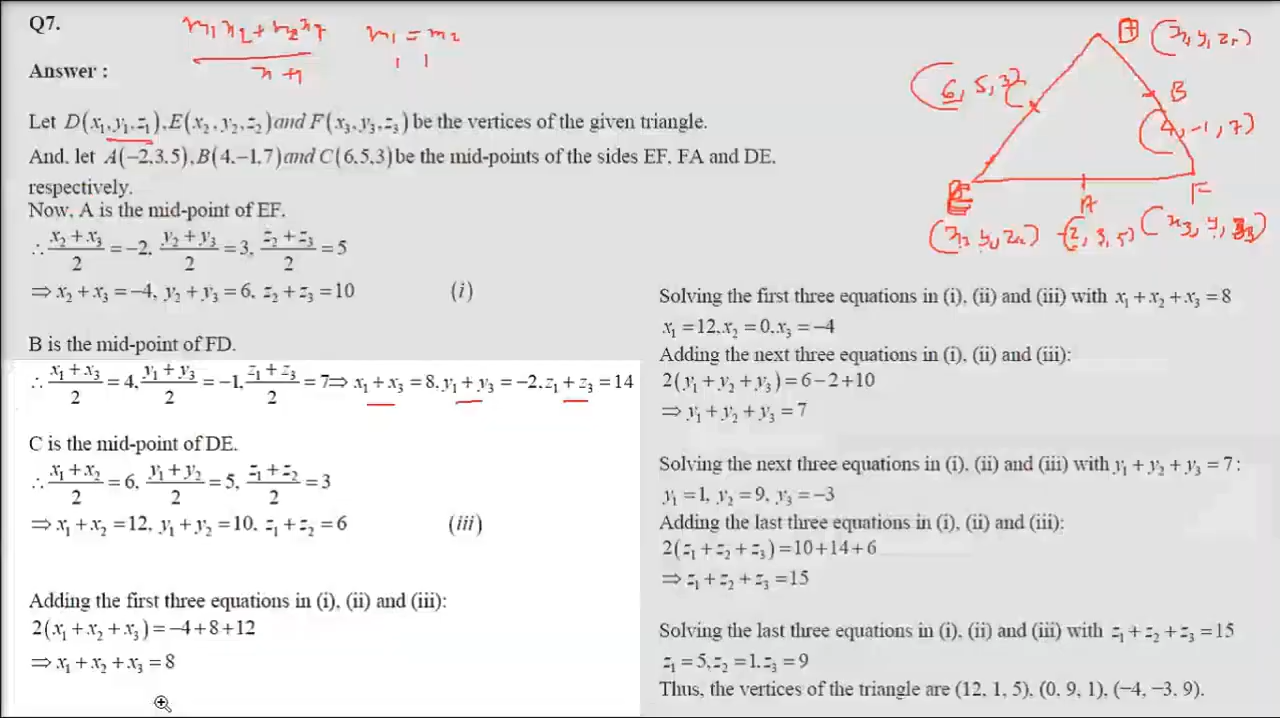 Q7.
Answer :
Let D(x₁,y₁,z₁),E(x₂,y₂,z₂)and F(x₃,y₃,z₃) be the vertices of the given triangle.
And, let A(−2,3,5),B(4,−1,7)and C(6,5,3)be the mid-points of the sides EF, FA and DE,
respectively.
Now, A is the mid-point of EF.
∴ (x₂+x₃)/2 = −2, (y₂+y₃)/2 = 3, (z₂+z₃)/2 = 5
⇒ x₂+x₃ = −4, y₂+y₃ = 6, z₂+z₃ = 10 (i)
B is the mid-point of FD.
∴ (x₁+x₃)/2 = 4, (y₁+y₃)/2 = −1, (z₁+z₃)/2 = 7⇒ x₁+x₃ = 8, y₁+y₃ = −2, z₁+z₃ = 14
C is the mid-point of DE.
∴ (x₁+x₂)/2 = 6, (y₁+y₂)/2 = 5, (z₁+z₂)/2 = 3
⇒ x₁+x₂ = 12, y₁+y₂ = 10, z₁+z₂ = 6 (iii)
Adding the first three equations in (i), (ii) and (iii):
2(x₁+x₂+x₃) = −4+8+12
⇒ x₁+x₂+x₃ = 8
Solving the first three equations in (i), (ii) and (iii) with x₁+x₂+x₃ = 8
x₁ = 12,x₂ = 0,x₃ = −4
Adding the next three equations in (i), (ii) and (iii):
2(y₁+y₂+y₃) = 6−2+10
⇒ y₁+y₂+y₃ = 7
Solving the next three equations in (i), (ii) and (iii) with y₁+y₂+y₃ = 7:
y₁ = 1, y₂ = 9, y₃ = −3
Adding the last three equations in (i), (ii) and (iii):
2(z₁+z₂+z₃) = 10+14+6
⇒ z₁+z₂+z₃ = 15
Solving the last three equations in (i), (ii) and (iii) with z₁+z₂+z₃ = 15
z₁ = 5,z₂ = 1,z₃ = 9
Thus, the vertices of the triangle are (12, 1, 5), (0, 9, 1), (−4, −3, 9).
m₁ = m₂
1 1
D
(6, 5, 3) C
B
(4, -1, 7)
E A F
(-2, 3, 5)